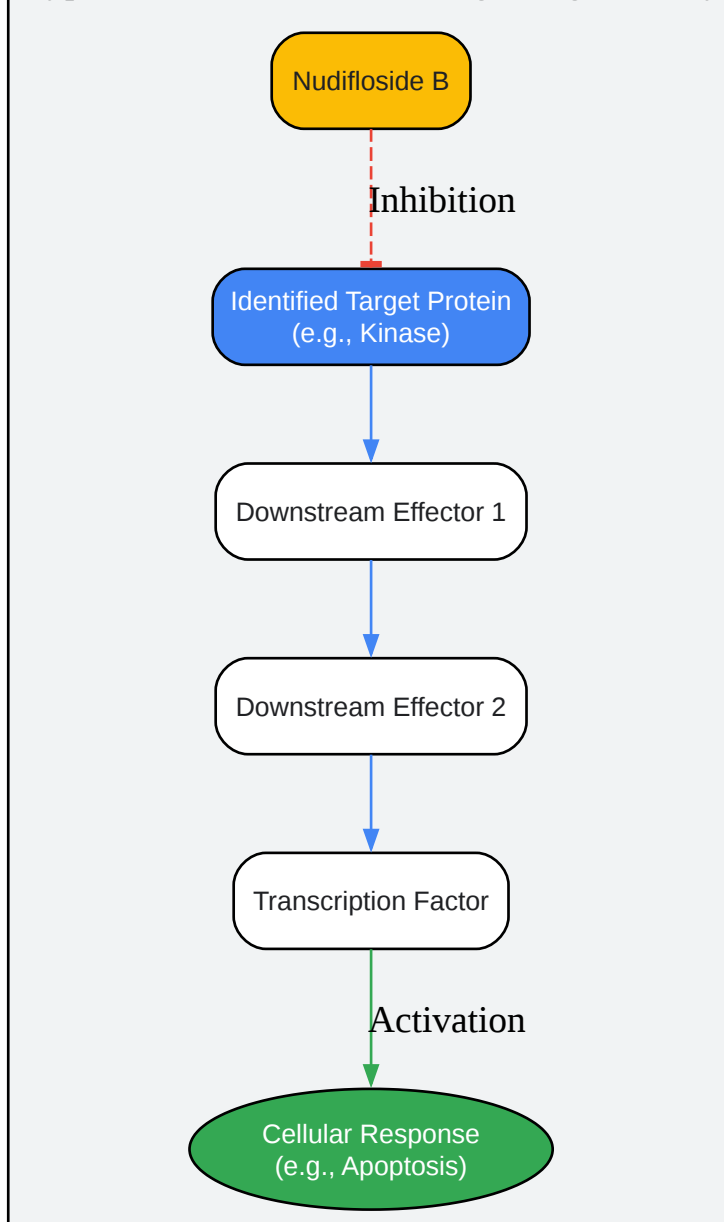 Nudifloside B
Inhibition
Identified Target Protein
(e.g., Kinase)
Downstream Effector 1
Downstream Effector 2
Transcription Factor
Activation
Cellular Response
(e.g., Apoptosis)